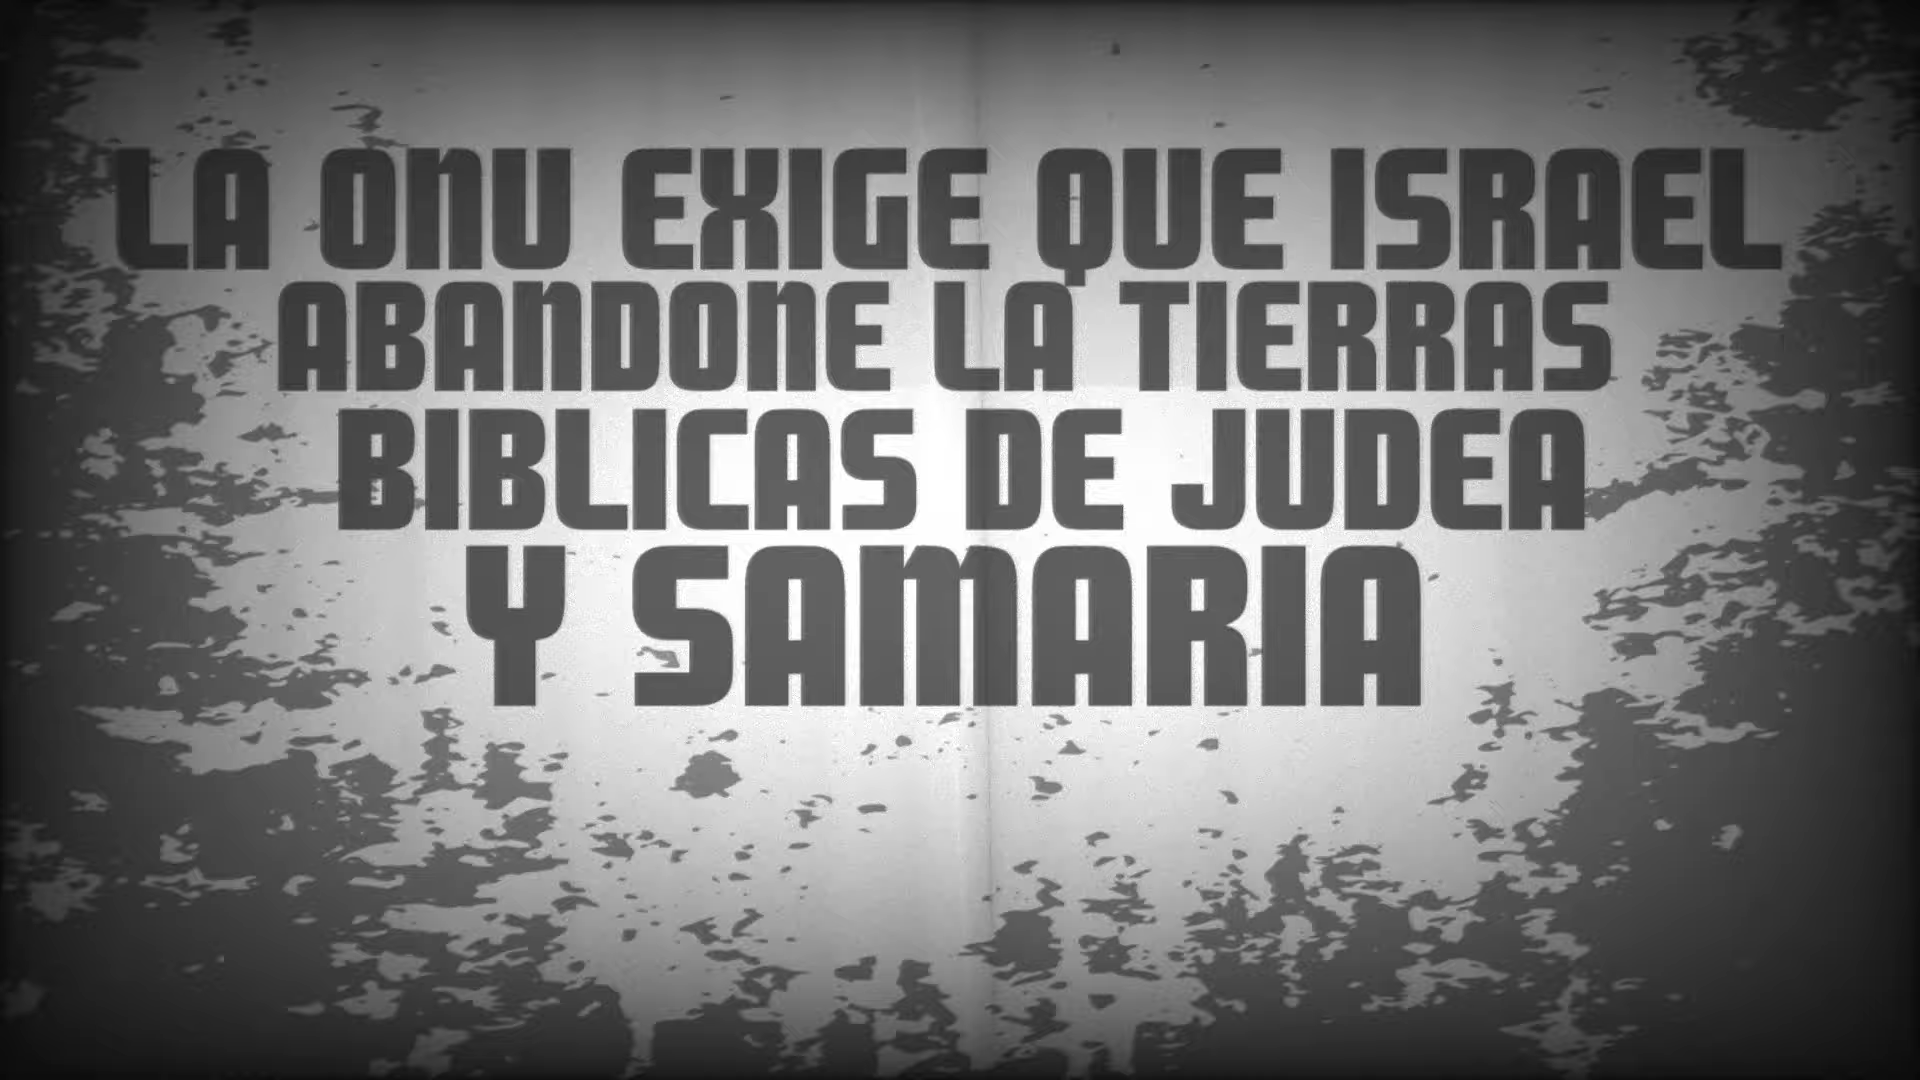 LA ONU EXIGE QUE ISRAEL
ABANDONE LA TIERRAS
BIBLICAS DE JUDEA
Y SAMARIA